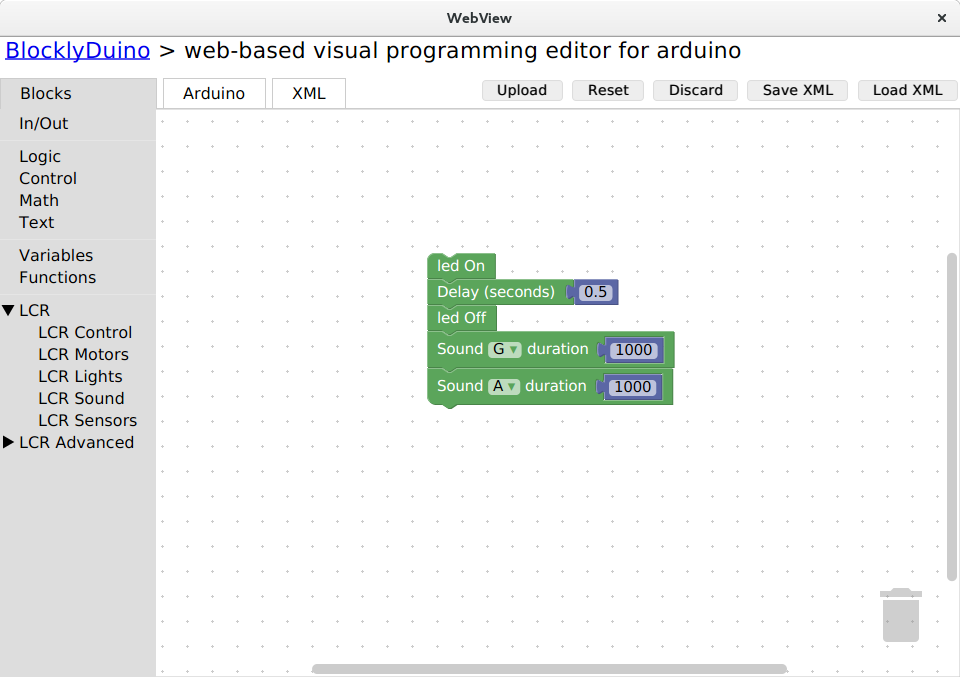 WebView ×
BlocklyDuino > web-based visual programming editor for arduino
Blocks Arduino XML Upload Reset Discard Save XML Load XML
In/Out
Logic
Control
Math
Text
Variables
Functions
LCR
LCR Control
LCR Motors
LCR Lights
LCR Sound
LCR Sensors
LCR Advanced
led On
Delay (seconds) 0.5
led Off
Sound G duration 1000
Sound A duration 1000